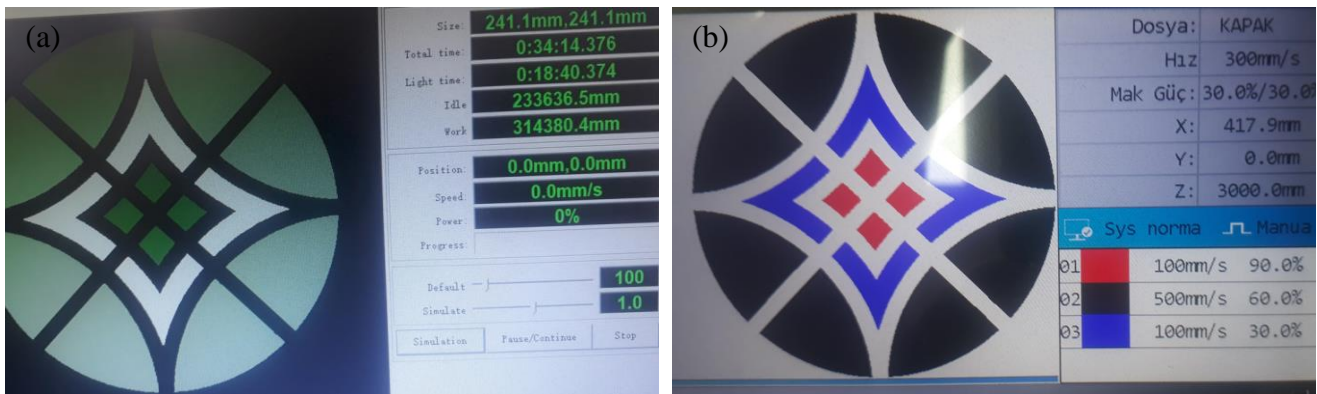 (a)
Size: 241.1mm,241.1mm
Total time: 0:34:14.376
Light time: 0:18:40.374
Idle 233636.5mm
Work 314380.4mm
Position: 0.0mm,0.0mm
Speed: 0.0mm/s
Power: 0%
Progress:
Default 100
Simulate 1.0
Simulation Pause/Continue Stop
(b)
Dosya: KAPAK
Hız 300mm/s
Mak Güç: 30.0%/30.0
X: 417.9mm
Y: 0.0mm
Z: 3000.0mm
Sys norma Manua
01 100mm/s 90.0%
02 500mm/s 60.0%
03 100mm/s 30.0%